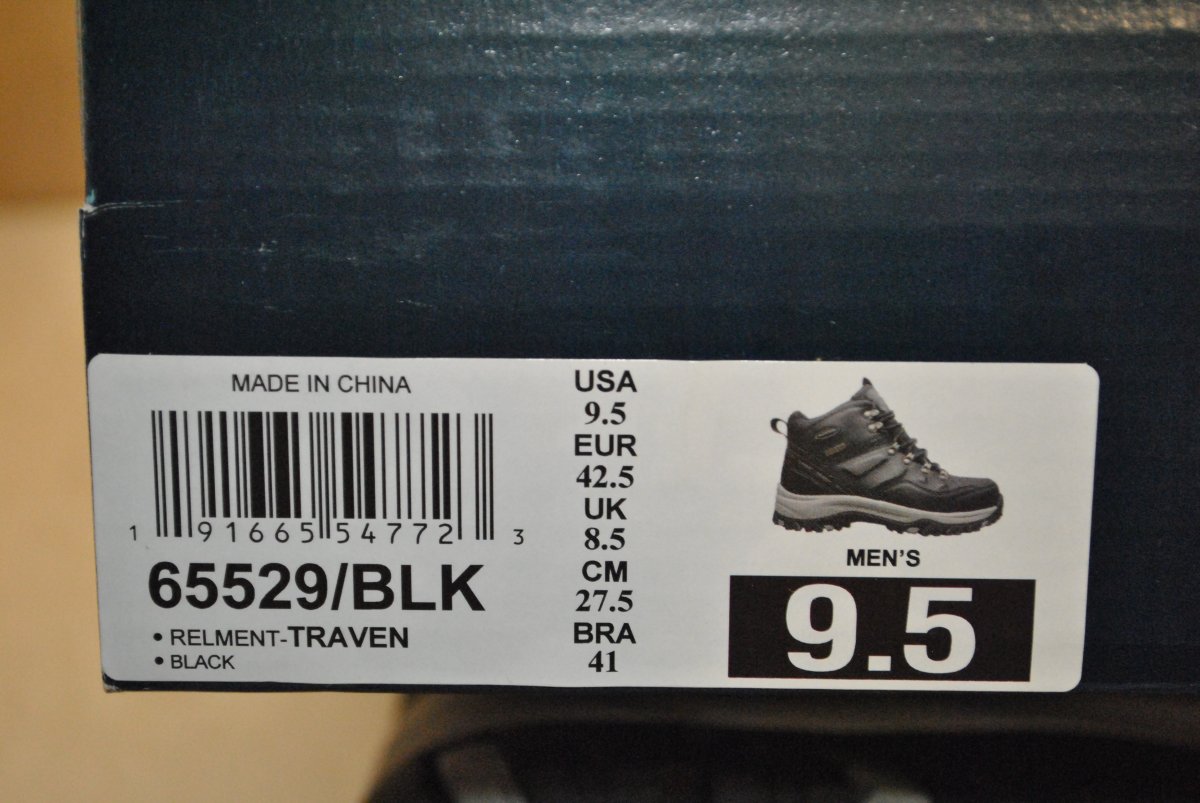 MADE IN CHINA
1 91665 54772 3
65529/BLK
• RELMENT-TRAVEN
• BLACK
USA
9.5
EUR
42.5
UK
8.5
CM
27.5
BRA
41
MEN'S
9.5